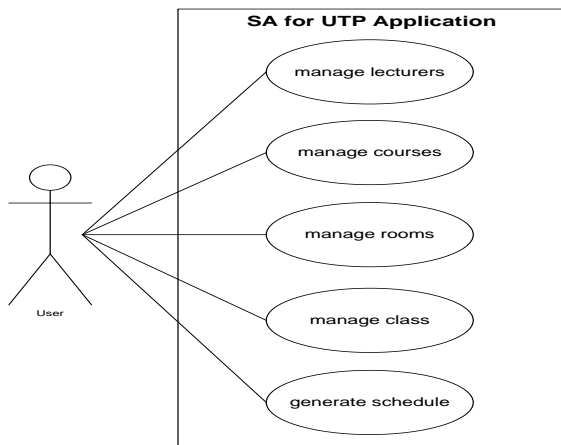 SA for UTP Application
manage lecturers
manage courses
manage rooms
manage class
generate schedule
User